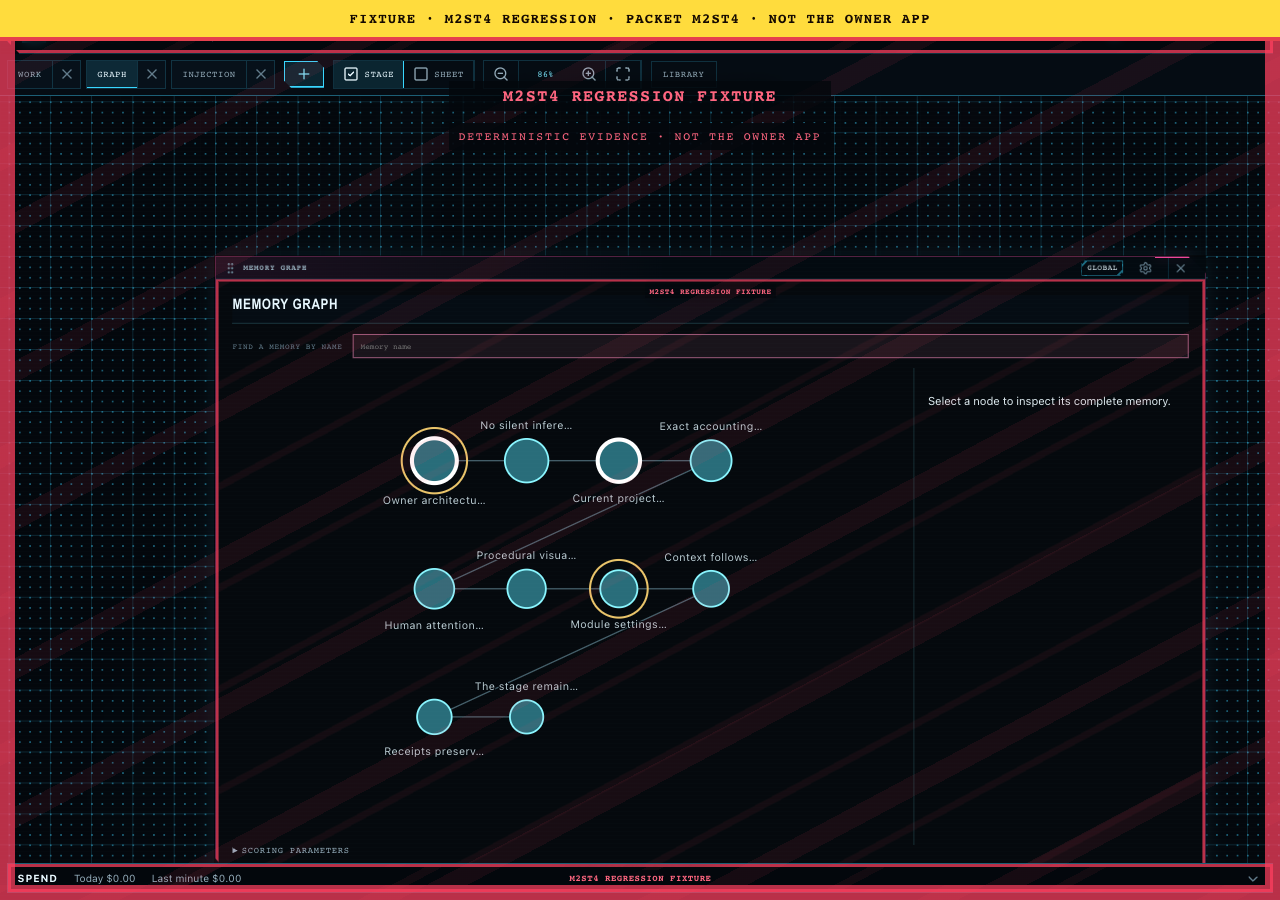 FIXTURE · M2ST4 REGRESSION · PACKET M2ST4 · NOT THE OWNER APP
WORK
GRAPH
INJECTION
STAGE
SHEET
86%
LIBRARY
M2ST4 REGRESSION FIXTURE
DETERMINISTIC EVIDENCE · NOT THE OWNER APP
MEMORY GRAPH
GLOBAL
M2ST4 REGRESSION FIXTURE
MEMORY GRAPH
FIND A MEMORY BY NAME
Memory name
Select a node to inspect its complete memory.
No silent infere…
Exact accounting…
Owner architectu…
Current project…
Procedural visua…
Context follows…
Human attention…
Module settings…
The stage remain…
Receipts preserv…
▶ SCORING PARAMETERS
SPEND Today $0.00 Last minute $0.00
M2ST4 REGRESSION FIXTURE